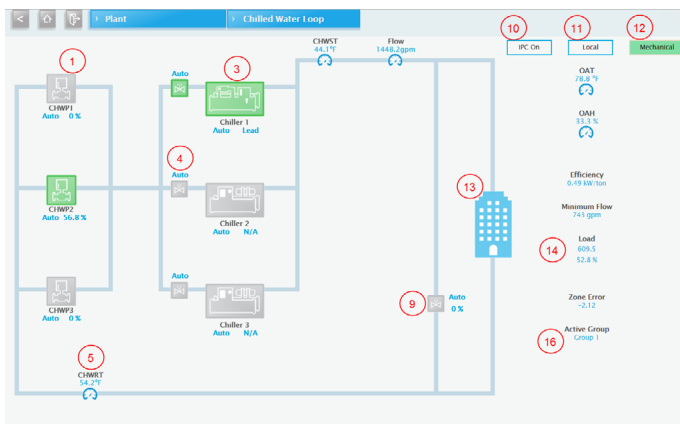 < Plant Chilled Water Loop
10 11 12
IPC On Local Mechanical
CHWST Flow
44.1°F 1448.2gpm
1
CHWP1
Auto 0 %
Auto
3
Chiller 1
Auto Lead
OAT
78.8 °F
OAH
33.3 %
4
Auto
CHWP2
Auto 56.8 %
Chiller 2
Auto N/A
13
Efficiency
0.49 kW/ton
Minimum Flow
743 gpm
14
Load
609.5
52.8 %
Auto
CHWP3
Auto 0 %
Chiller 3
Auto N/A
9
Auto
0 %
Zone Error
-2.12
16
Active Group
Group 1
5
CHWRT
54.2°F